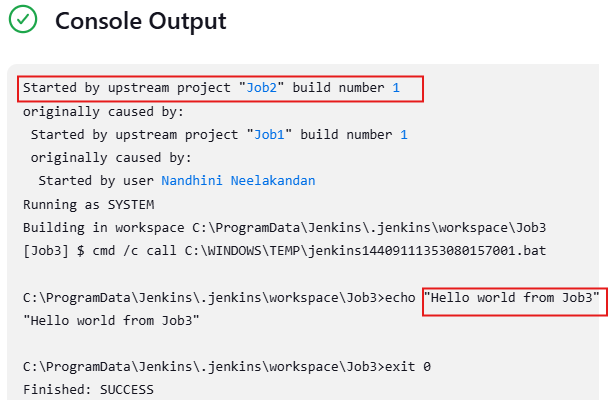 Console Output
Started by upstream project "Job2" build number 1
originally caused by:
Started by upstream project "Job1" build number 1
originally caused by:
Started by user Nandhini Neelakandan
Running as SYSTEM
Building in workspace C:\ProgramData\Jenkins\.jenkins\workspace\Job3
[Job3] $ cmd /c call C:\WINDOWS\TEMP\jenkins14409111353080157001.bat
C:\ProgramData\Jenkins\.jenkins\workspace\Job3>echo "Hello world from Job3"
"Hello world from Job3"
C:\ProgramData\Jenkins\.jenkins\workspace\Job3>exit 0
Finished: SUCCESS